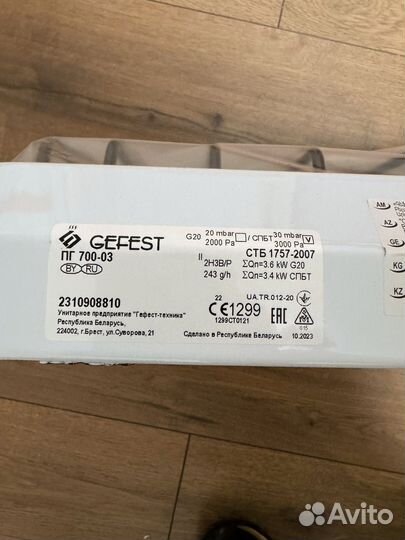 GEFEST
ПГ 700-03
BY RU
G20 20 mbar 2000 Pa / СПБТ 30 mbar 3000 Pa V
II 2H3B/P
243 g/h
СТБ 1757-2007
ΣQn=3.6 kW G20
ΣQn=3.4 kW СПБТ
2310908810
Унитарное предприятие "Гефест-техника"
Республика Беларусь,
224002, г.Брест, ул.Суворова, 21
22
CE 1299
1299CT0121
UA.TR.012-20
015
Сделано в Республике Беларусь
10.2023
AM
AZ
GE
KG
KZ
Avito